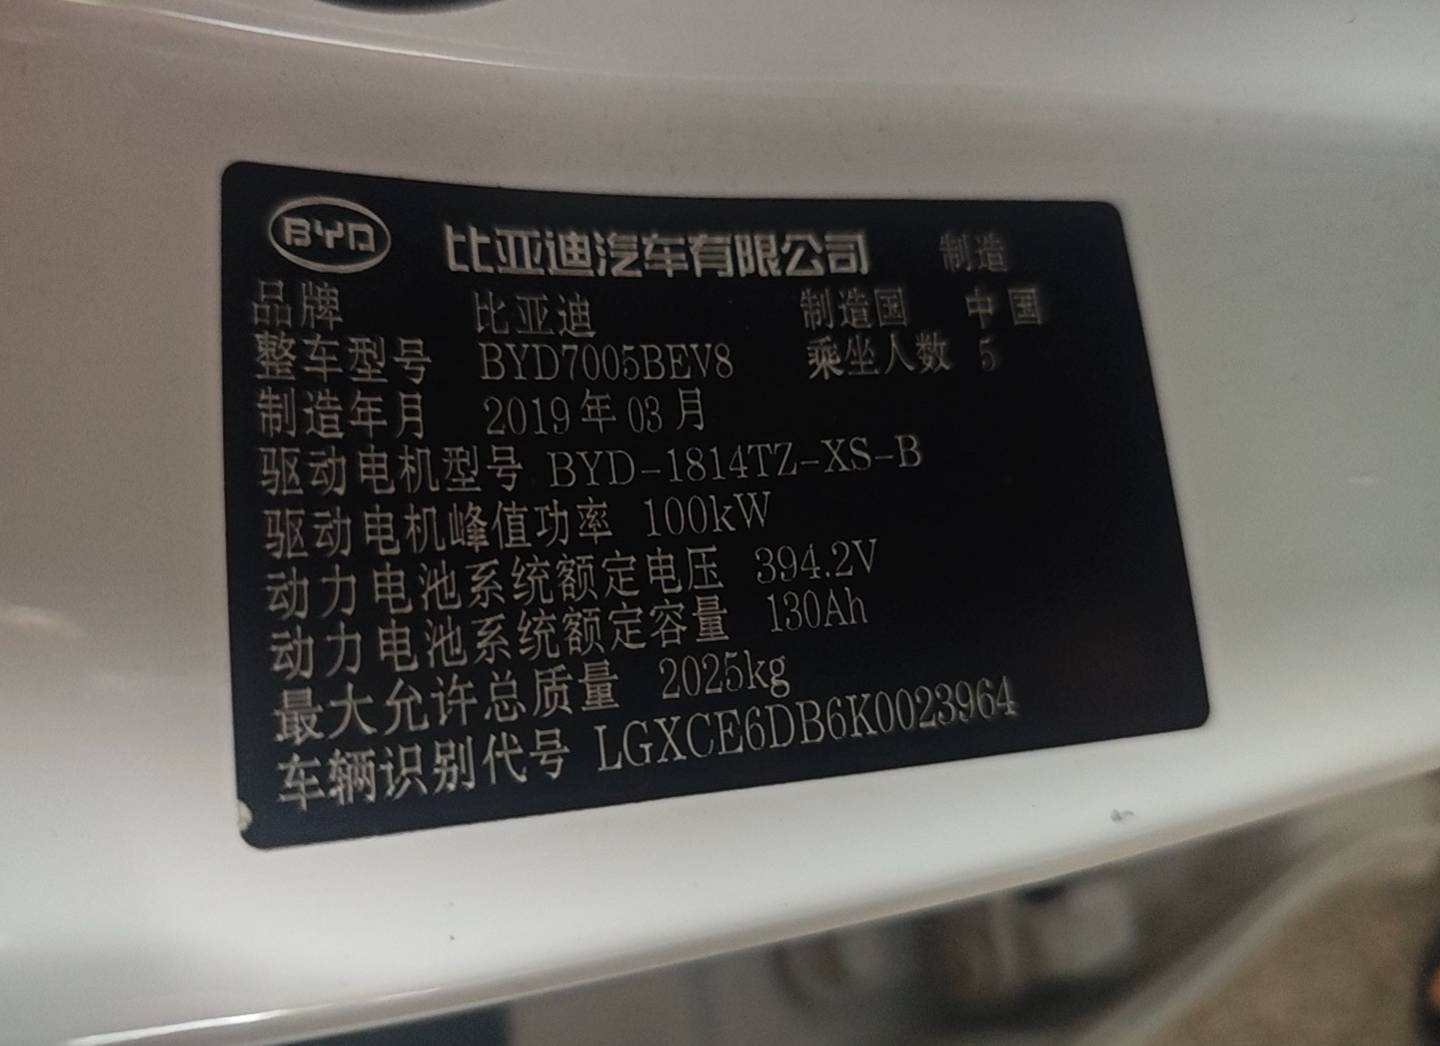 BYD 比亚迪汽车有限公司 制造
品牌 比亚迪 制造国 中国
整车型号 BYD7005BEV8 乘坐人数 5
制造年月 2019年03月
驱动电机型号 BYD-1814TZ-XS-B
驱动电机峰值功率 100kW
动力电池系统额定电压 394.2V
动力电池系统额定容量 130Ah
最大允许总质量 2025kg
车辆识别代号 LGXCE6DB6K0023964